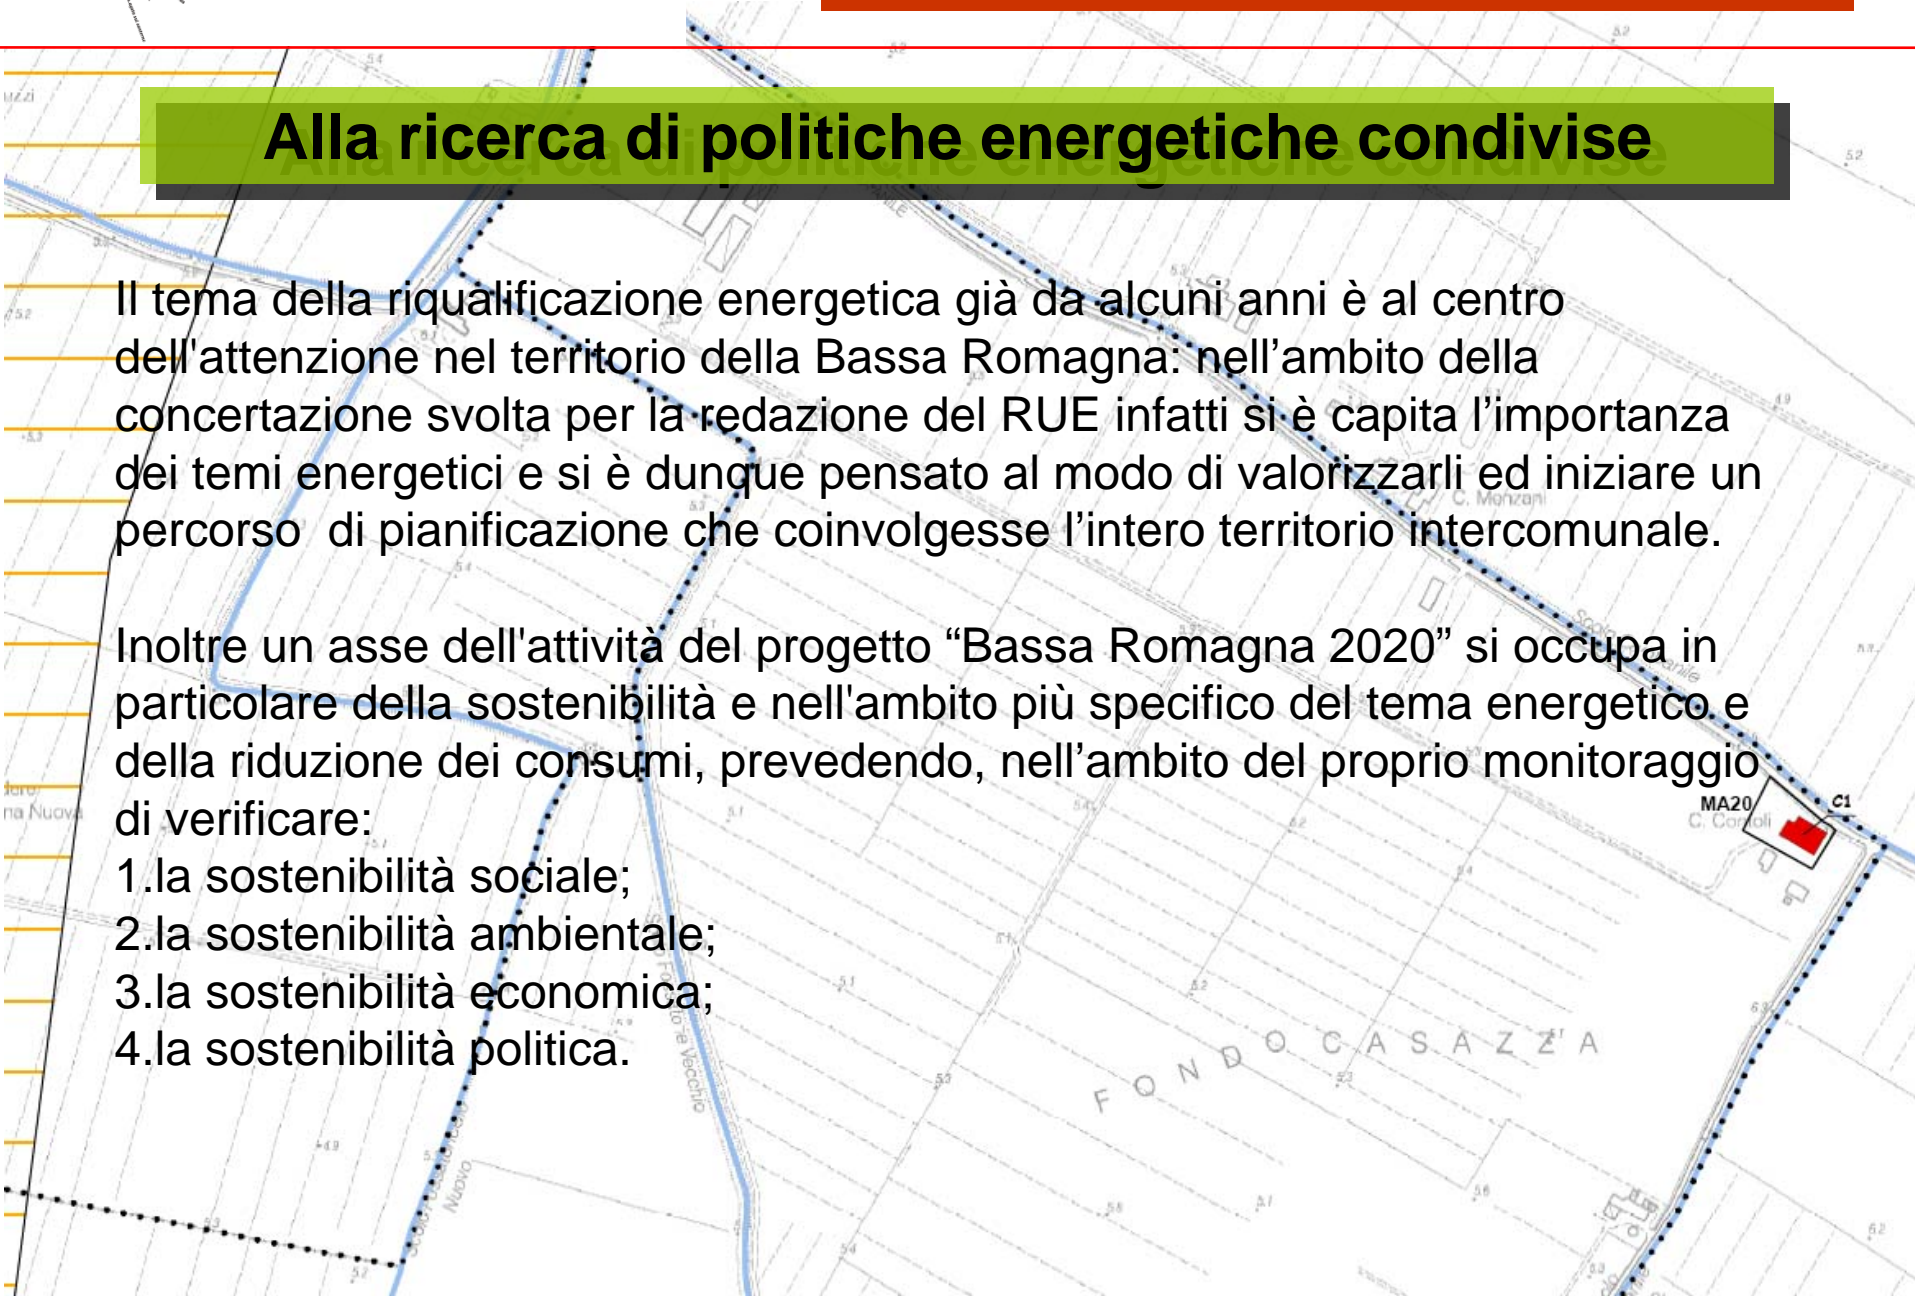 Alla ricerca di politiche energetiche condivise
Il tema della riqualificazione energetica già da alcuni anni è al centro
dell'attenzione nel territorio della Bassa Romagna: nell’ambito della
concertazione svolta per la redazione del RUE infatti si è capita l’importanza
dei temi energetici e si è dunque pensato al modo di valorizzarli ed iniziare un
percorso  di pianificazione che coinvolgesse l’intero territorio intercomunale.
Inoltre un asse dell'attività del progetto “Bassa Romagna 2020” si occupa in
particolare della sostenibilità e nell'ambito più specifico del tema energetico e
della riduzione dei consumi, prevedendo, nell’ambito del proprio monitoraggio
di verificare:
1.la sostenibilità sociale;
2.la sostenibilità ambientale;
3.la sostenibilità economica;
4.la sostenibilità politica.
C. Monzani
MA20
C1
C. Contoli
na Nuova
FONDO CASAZZA
e Vecchio
Nuovo